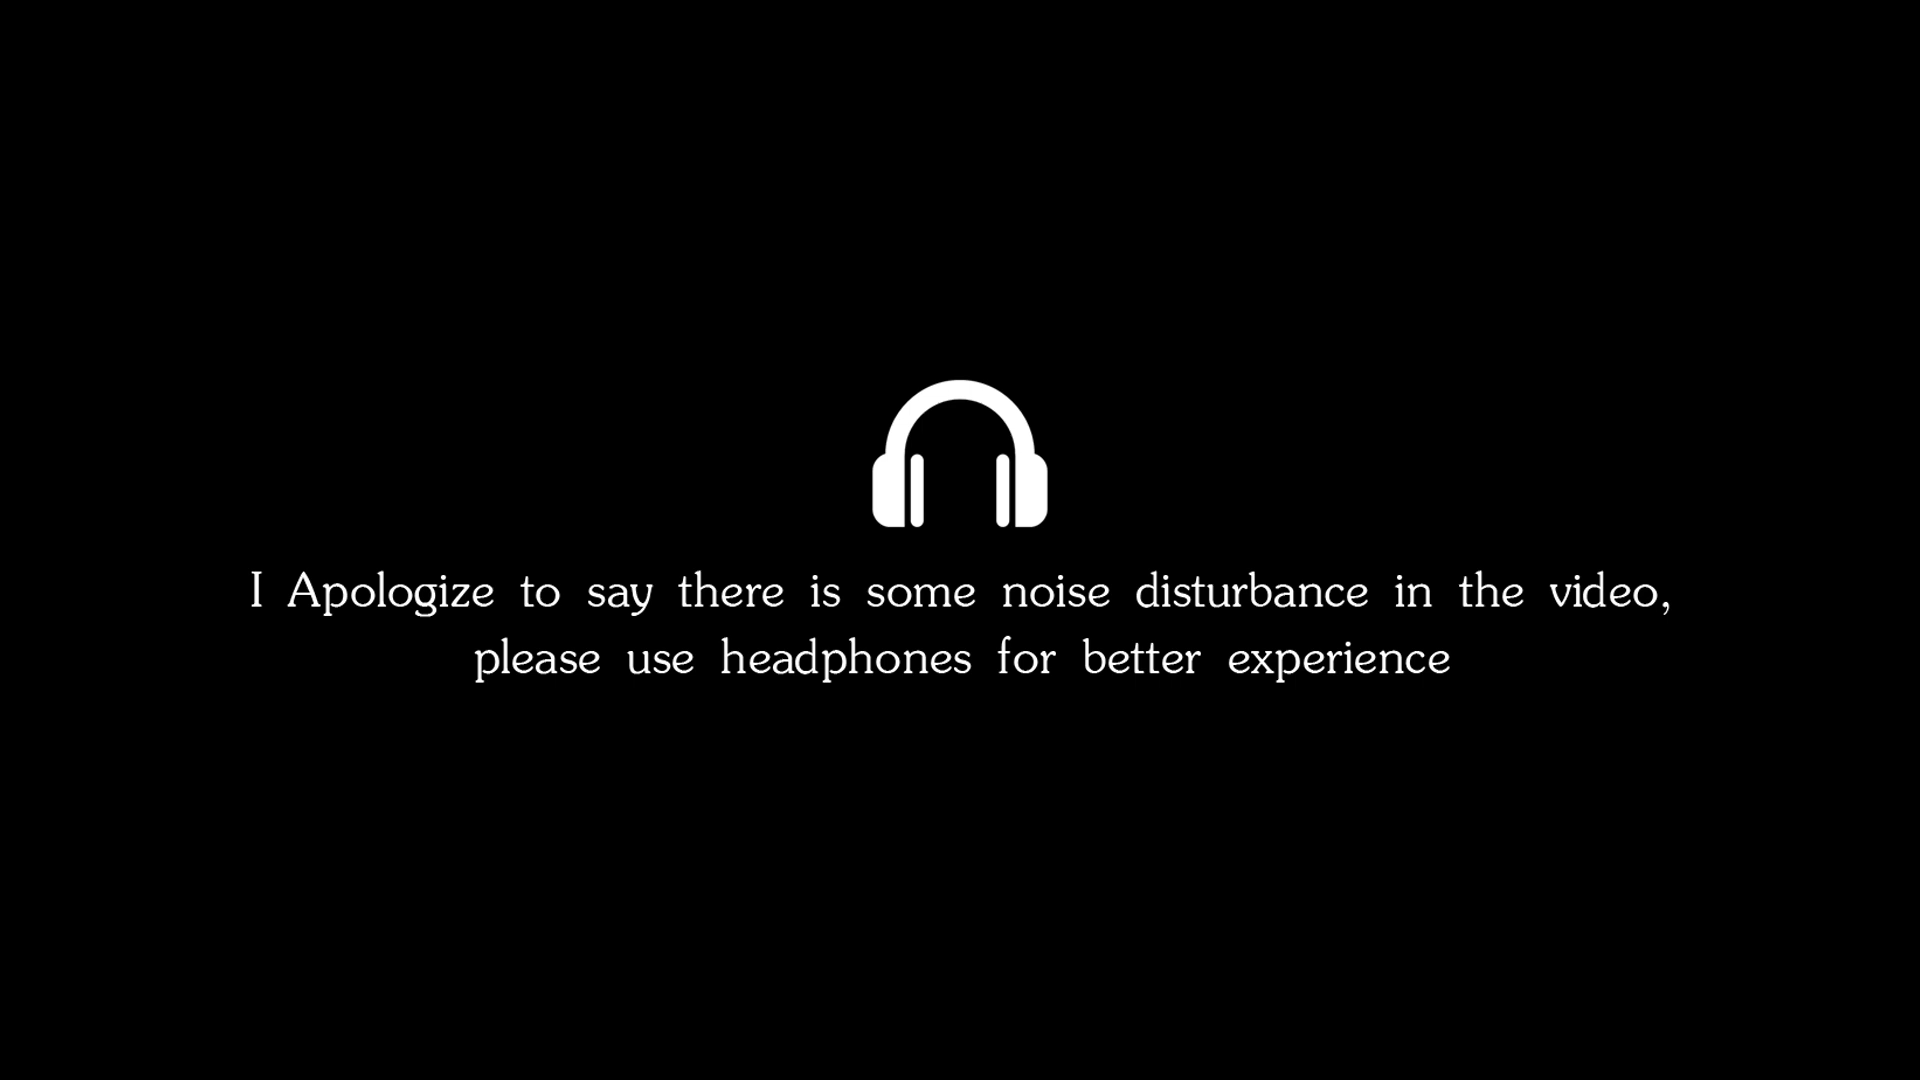 I Apologize to say there is some noise disturbance in the video,
please use headphones for better experience